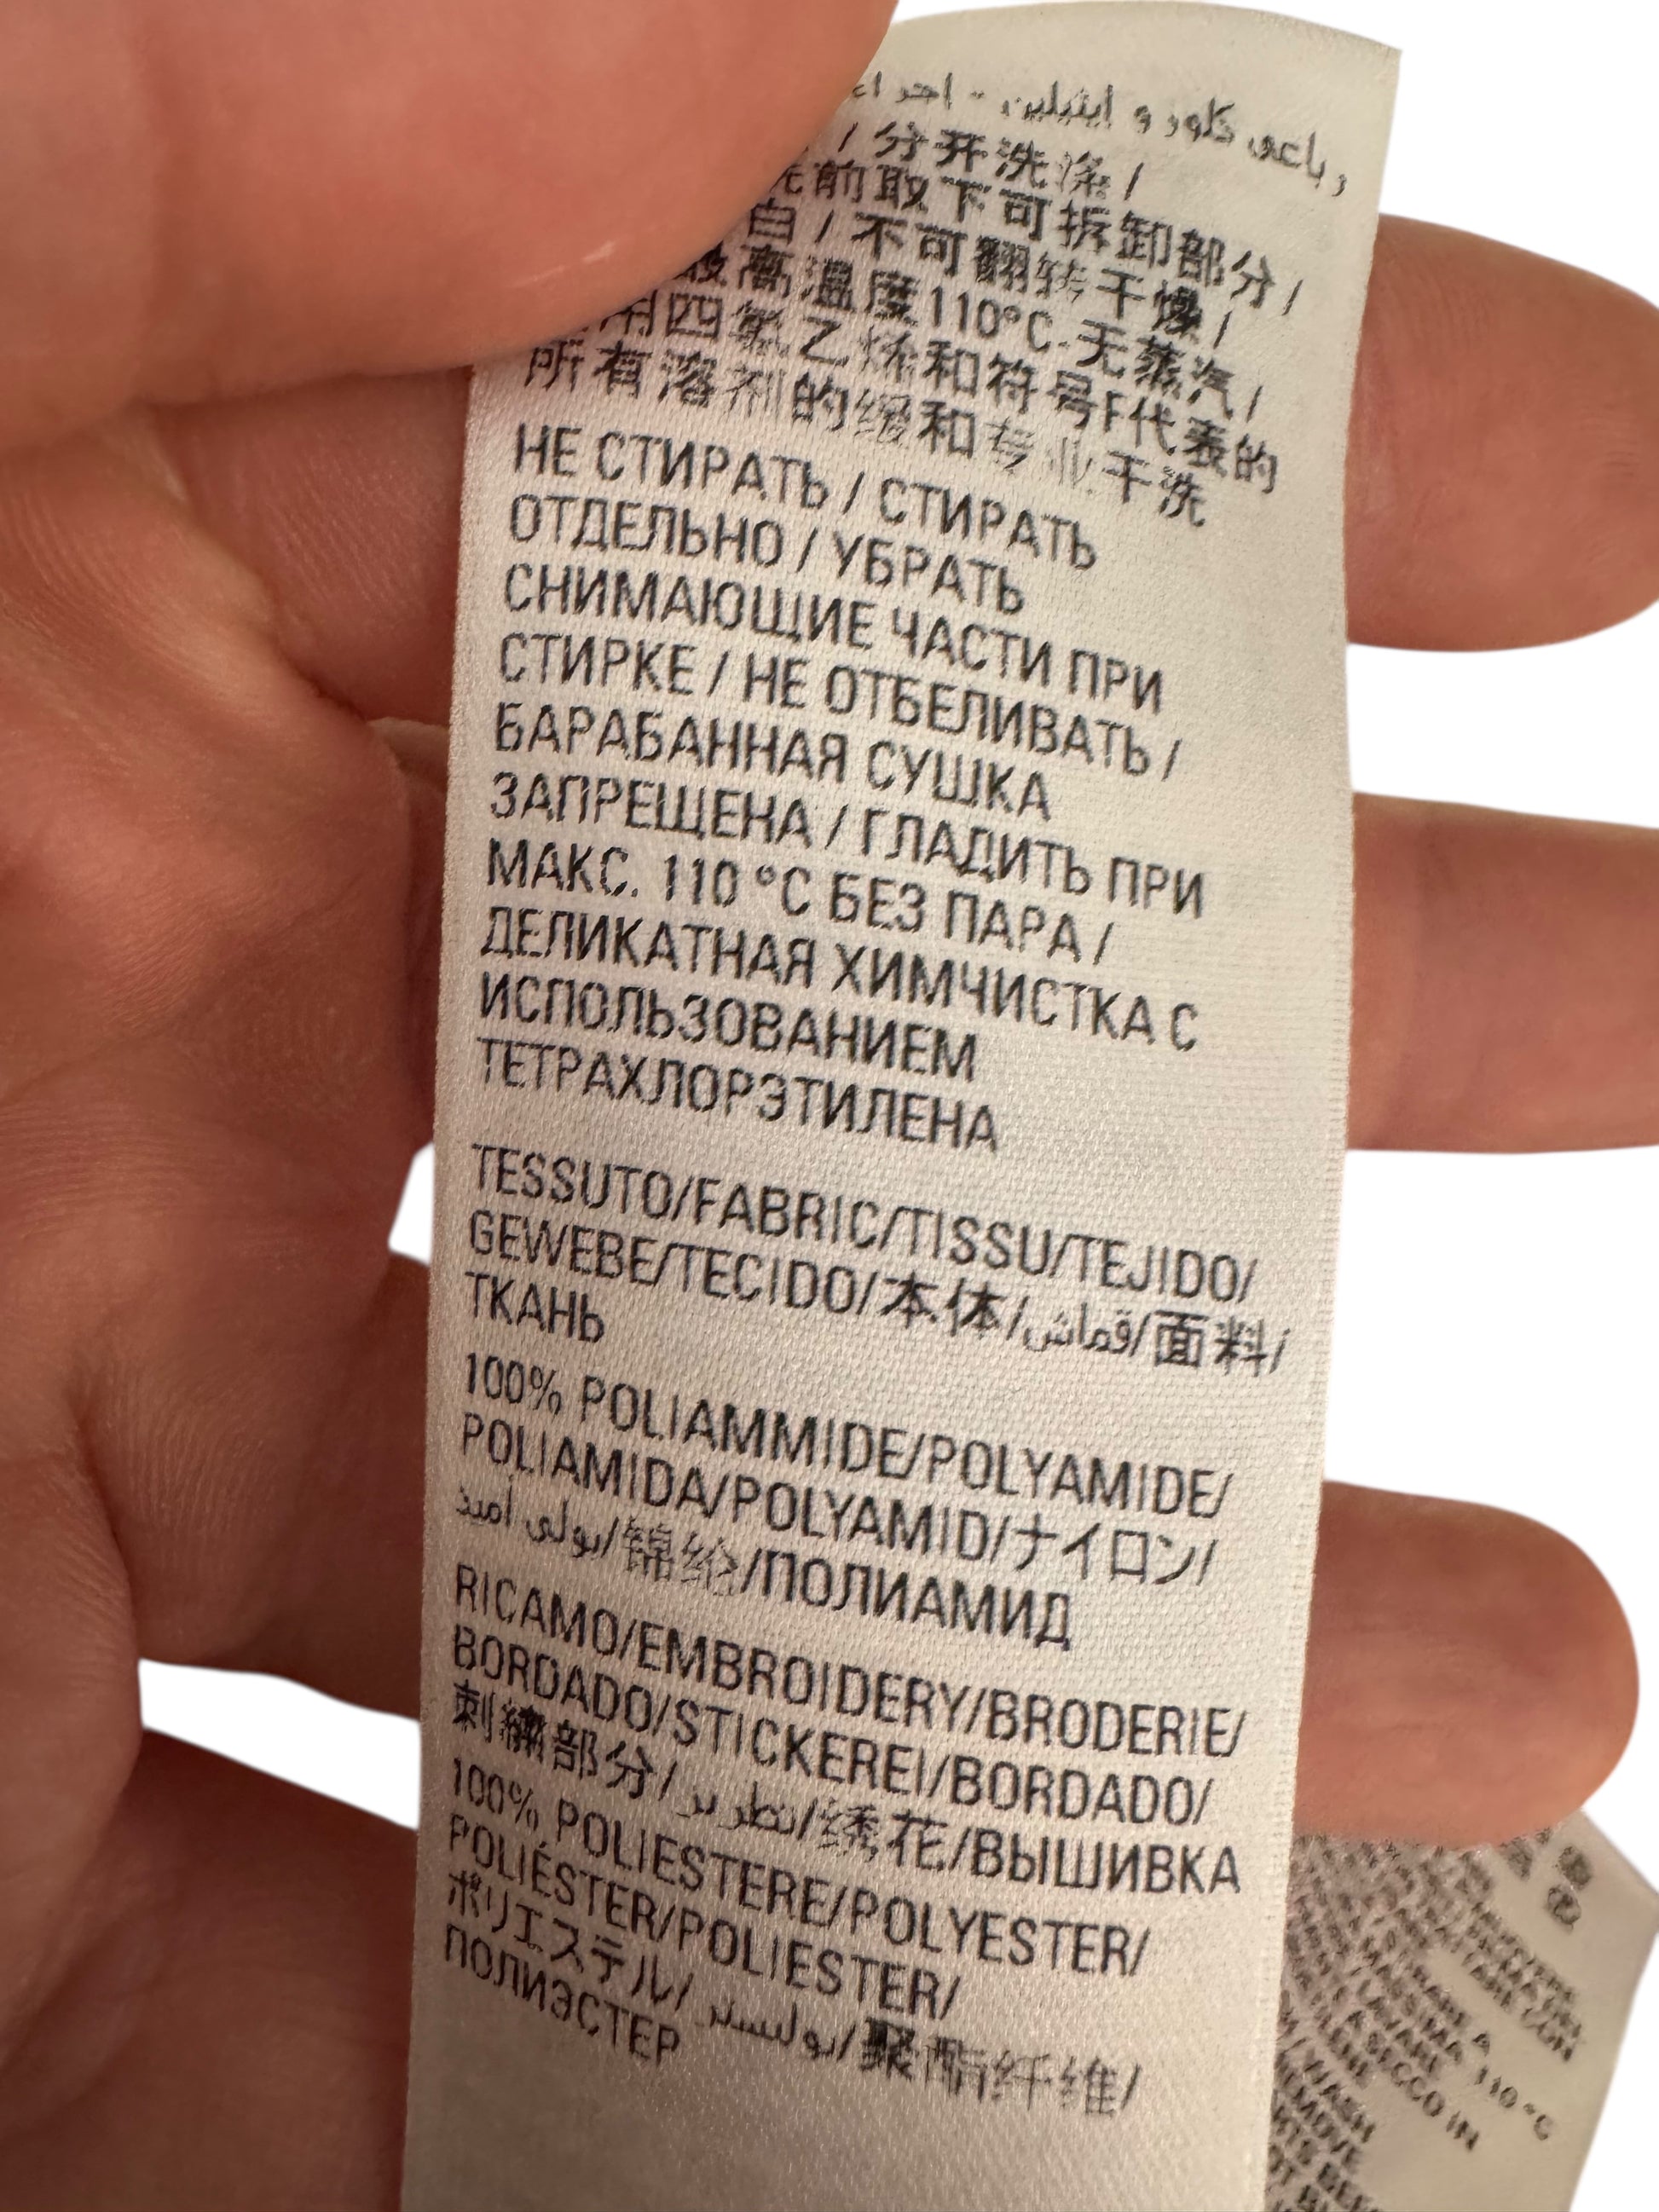 / 分开洗涤 /
前取下可拆卸部分 /
白 / 不可翻转干燥 /
最高温度110°C-无蒸汽 /
用四氯乙烯和符号F代表的
所有溶剂的缓和专业干洗
НЕ СТИРАТЬ / СТИРАТЬ
ОТДЕЛЬНО / УБРАТЬ
СНИМАЮЩИЕ ЧАСТИ ПРИ
СТИРКЕ / НЕ ОТБЕЛИВАТЬ /
БАРАБАННАЯ СУШКА
ЗАПРЕЩЕНА / ГЛАДИТЬ ПРИ
МАКС. 110 °C БЕЗ ПАРА /
ДЕЛИКАТНАЯ ХИМЧИСТКА С
ИСПОЛЬЗОВАНИЕМ
ТЕТРАХЛОРЭТИЛЕНА
TESSUTO/FABRIC/TISSU/TEJIDO/
GEWEBE/TECIDO/本体/قماش/面料/
ТКАНЬ
100% POLIAMMIDE/POLYAMIDE/
POLIAMIDA/POLYAMID/ナイロン/
بولي أميد/锦纶/ПОЛИАМИД
RICAMO/EMBROIDERY/BRODERIE/
BORDADO/STICKEREI/BORDADO/
刺繍部分/تطريز/绣花/ВЫШИВКА
100% POLIESTERE/POLYESTER/
POLIÉSTER/POLIESTER/
ポリエステル/بوليستر/聚酯纤维/
ПОЛИЭСТЕР
110 °C
A SECCO IN